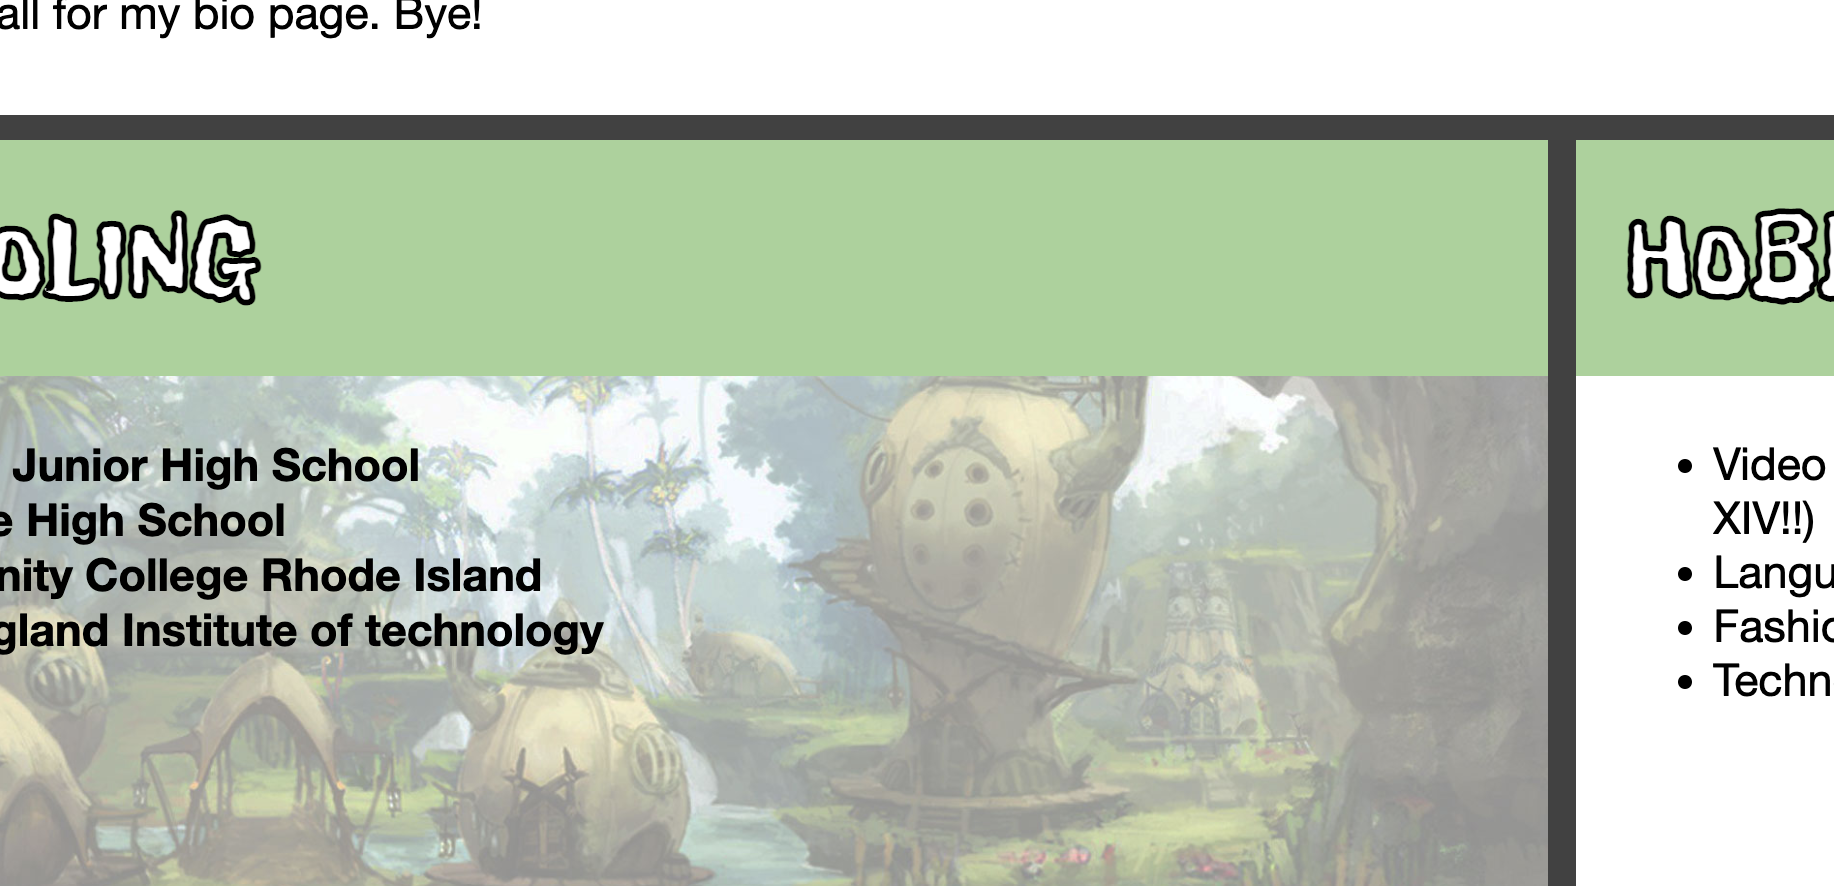 all for my bio page. Bye!
OLING
HOB
Junior High School
e High School
nity College Rhode Island
gland Institute of technology
Video
XIV!!)
Langu
Fashio
Techn